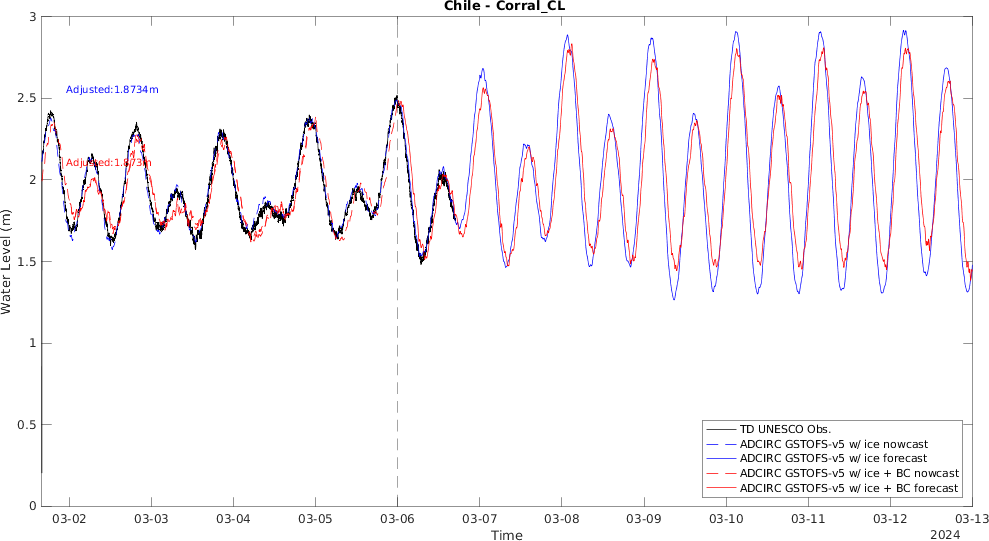 Chile - Corral_CL
3
2.5
2
1.5
1
0.5
0
Water Level (m)
Adjusted:1.8734m
Adjusted:1.873m
TD UNESCO Obs.
ADCIRC GSTOFS-v5 w/ ice nowcast
ADCIRC GSTOFS-v5 w/ ice forecast
ADCIRC GSTOFS-v5 w/ ice + BC nowcast
ADCIRC GSTOFS-v5 w/ ice + BC forecast
03-02 03-03 03-04 03-05 03-06 03-07 03-08 03-09 03-10 03-11 03-12 03-13
Time
2024